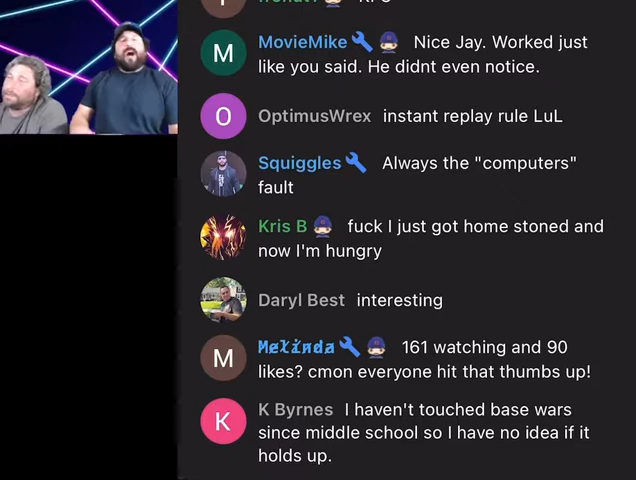 MovieMike Nice Jay. Worked just
like you said. He didnt even notice.
OptimusWrex instant replay rule LuL
Squiggles Always the "computers"
fault
Kris B fuck I just got home stoned and
now I'm hungry
Daryl Best interesting
Melinda 161 watching and 90
likes? cmon everyone hit that thumbs up!
K Byrnes I haven't touched base wars
since middle school so I have no idea if it
holds up.
M
O
M
K